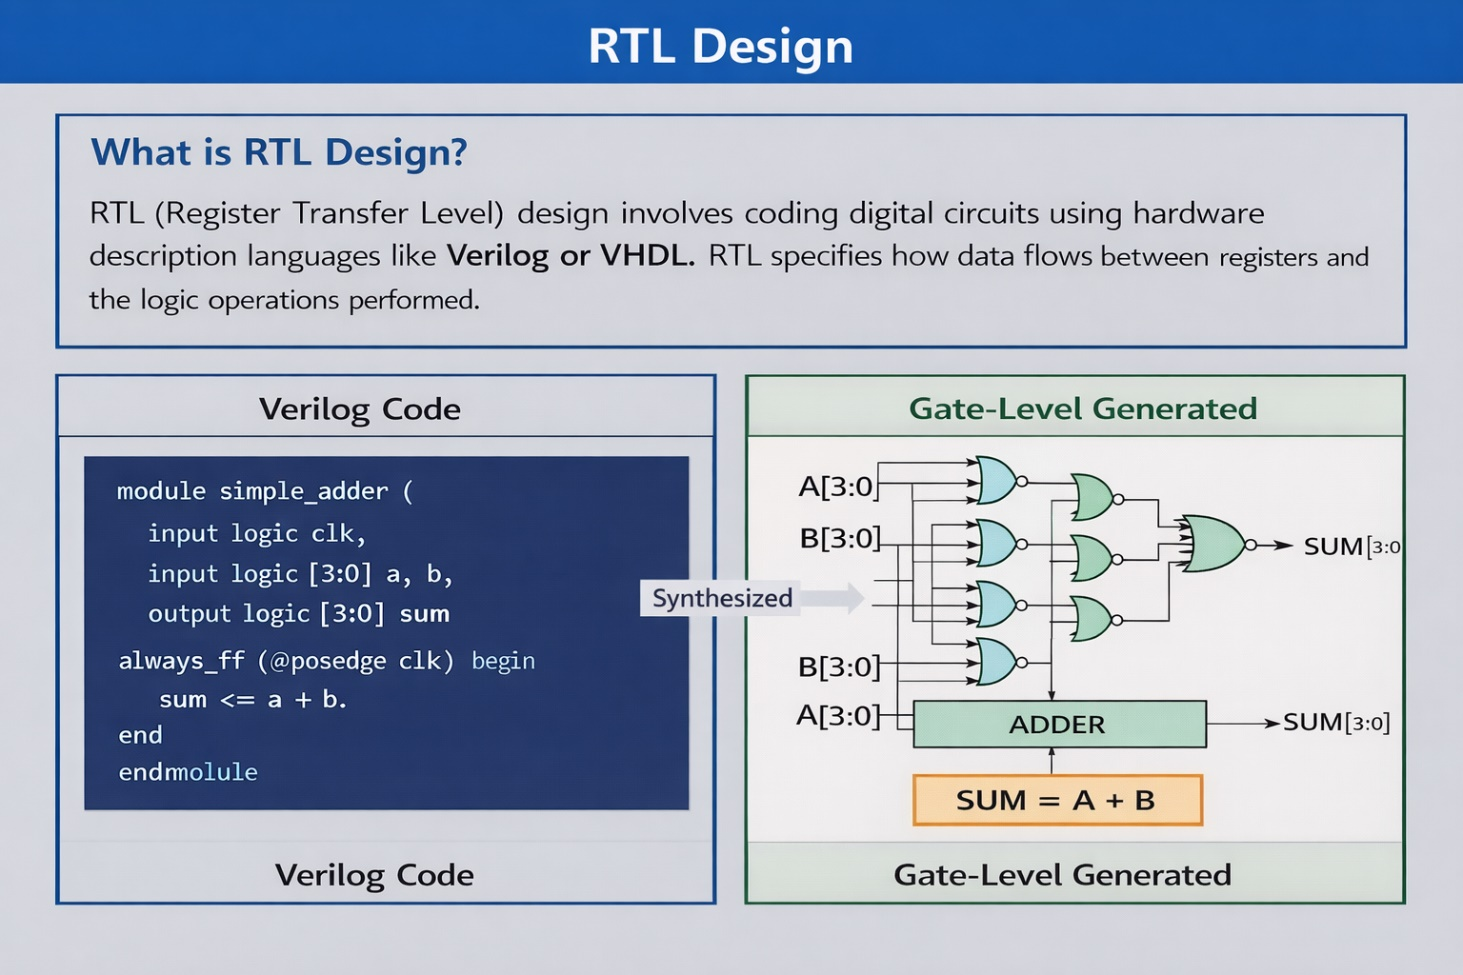 RTL Design
What is RTL Design?
RTL (Register Transfer Level) design involves coding digital circuits using hardware
description languages like Verilog or VHDL. RTL specifies how data flows between registers and
the logic operations performed.
Verilog Code
module simple_adder (
input logic clk,
input logic [3:0] a, b,
output logic [3:0] sum
always_ff (@posedge clk) begin
sum <= a + b.
end
endmolule
Verilog Code
Synthesized
Gate-Level Generated
A[3:0]
B[3:0]
SUM[3:0
B[3:0]
A[3:0]
ADDER
SUM[3:0]
SUM = A + B
Gate-Level Generated